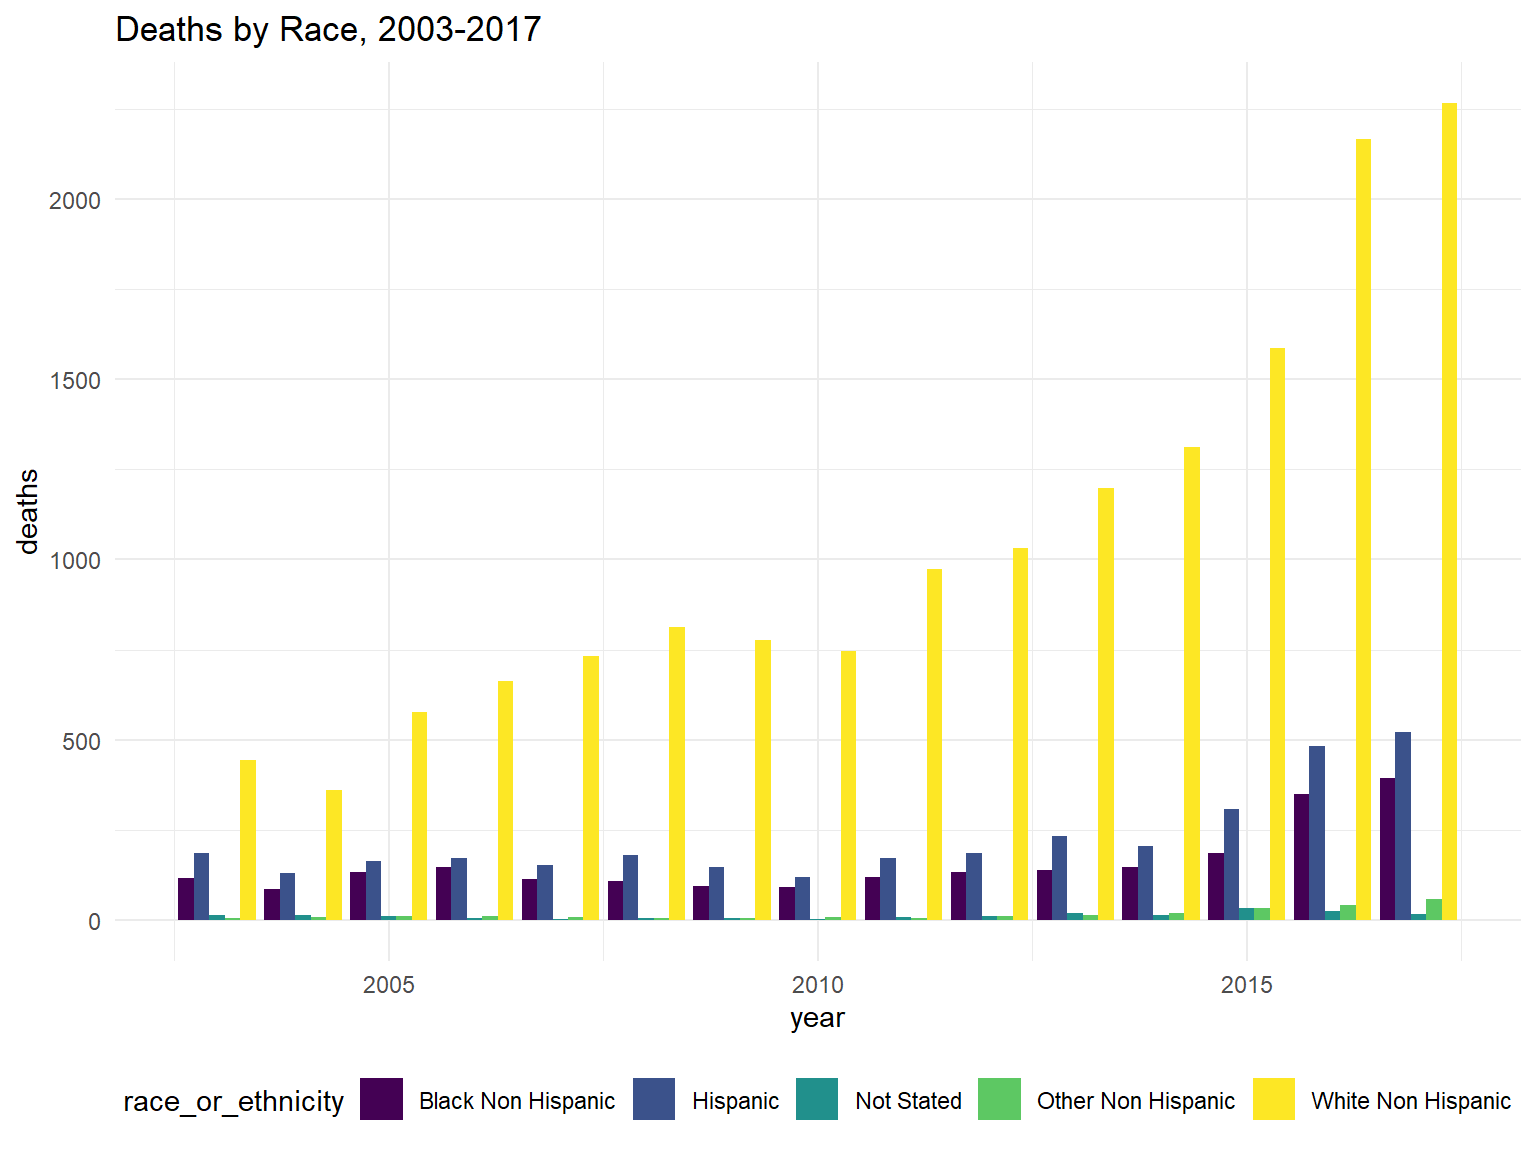 Deaths by Race, 2003-2017
2000
1500
1000
500
0
deaths
2005 2010 2015
year
race_or_ethnicity Black Non Hispanic Hispanic Not Stated Other Non Hispanic White Non Hispanic